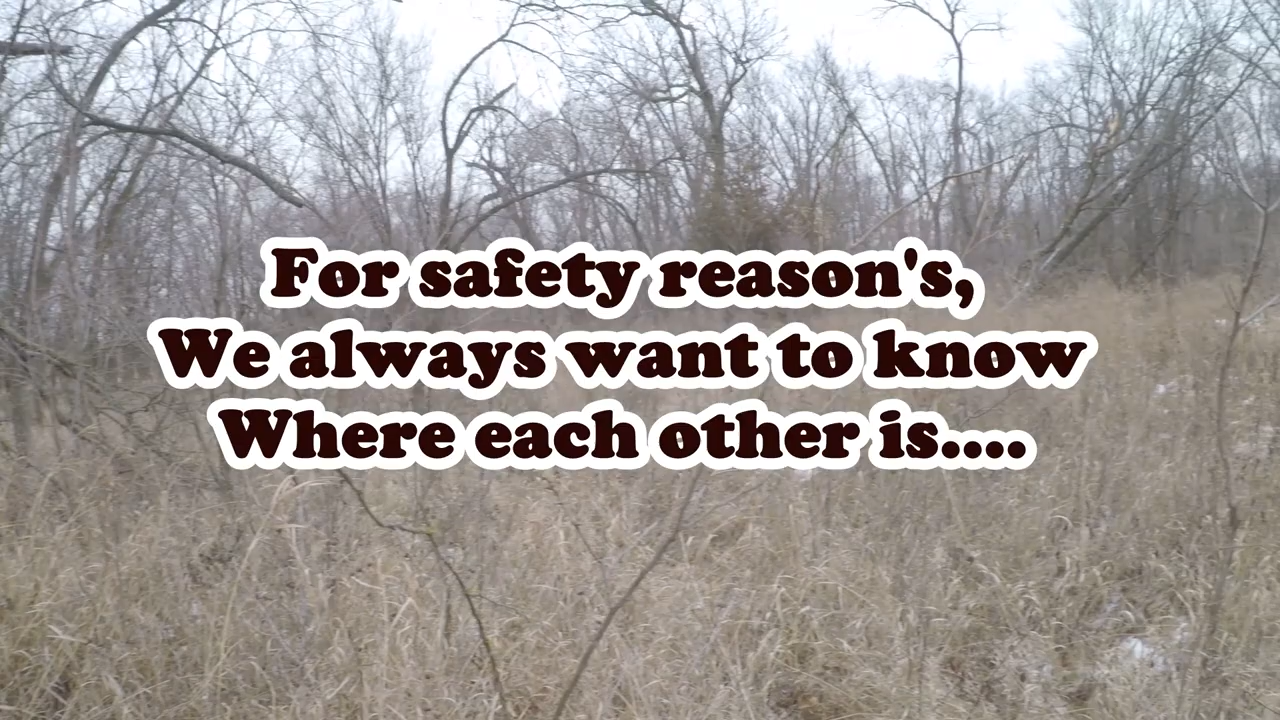 For safety reason's,
We always want to know
Where each other is....